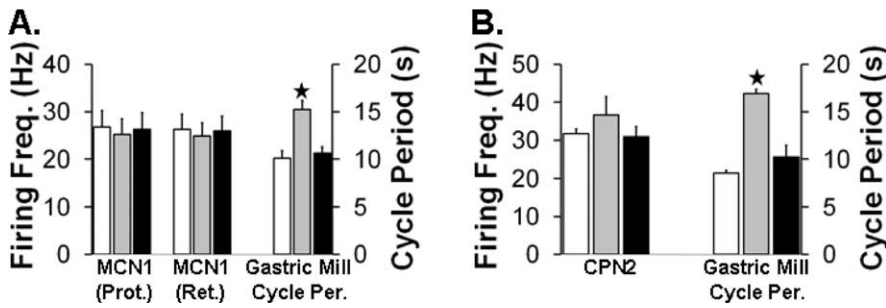 A.
Firing Freq. (Hz)
40
30
20
10
0
MCN1
(Prot.)
MCN1
(Ret.)
Gastric Mill
Cycle Per.
20
15
10
5
0
Cycle Period (s)
B.
Firing Freq. (Hz)
50
40
30
20
10
0
CPN2
Gastric Mill
Cycle Per.
20
15
10
5
0
Cycle Period (s)